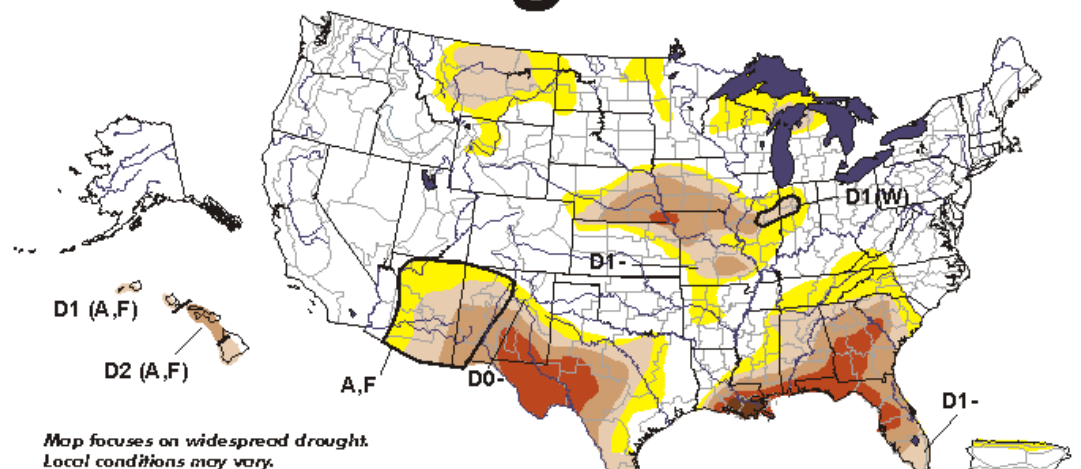 D1(W)
D1-
D1 (A,F)
D2 (A,F)
A,F
D0-
D1-
Map focuses on widespread drought.
Local conditions may vary.